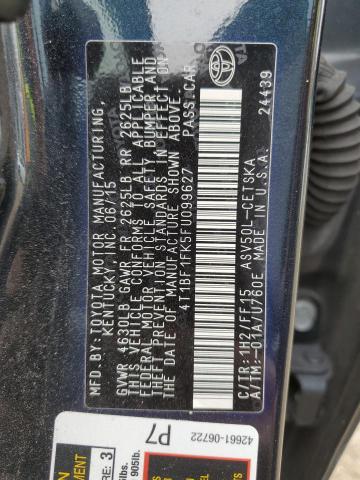 MFD.BY: TOYOTA MOTOR MANUFACTURING,
KENTUCKY, INC. 06/15
GVWR 4630LB GAWR FR 2625LB RR 2625LB
THIS VEHICLE CONFORMS TO ALL APPLICABLE
FEDERAL MOTOR VEHICLE SAFETY, BUMPER AND
THEFT PREVENTION STANDARDS IN EFFECT ON
THE DATE OF MANUFACTURE SHOWN ABOVE.
4T1BF1FK5FU099627 PASS.CAR
C/TR:1H2/FF15 ASV50L-CETSKA
A/TM:-01A/U760E MADE IN U.S.A.
24439
42661-06722
P7
3